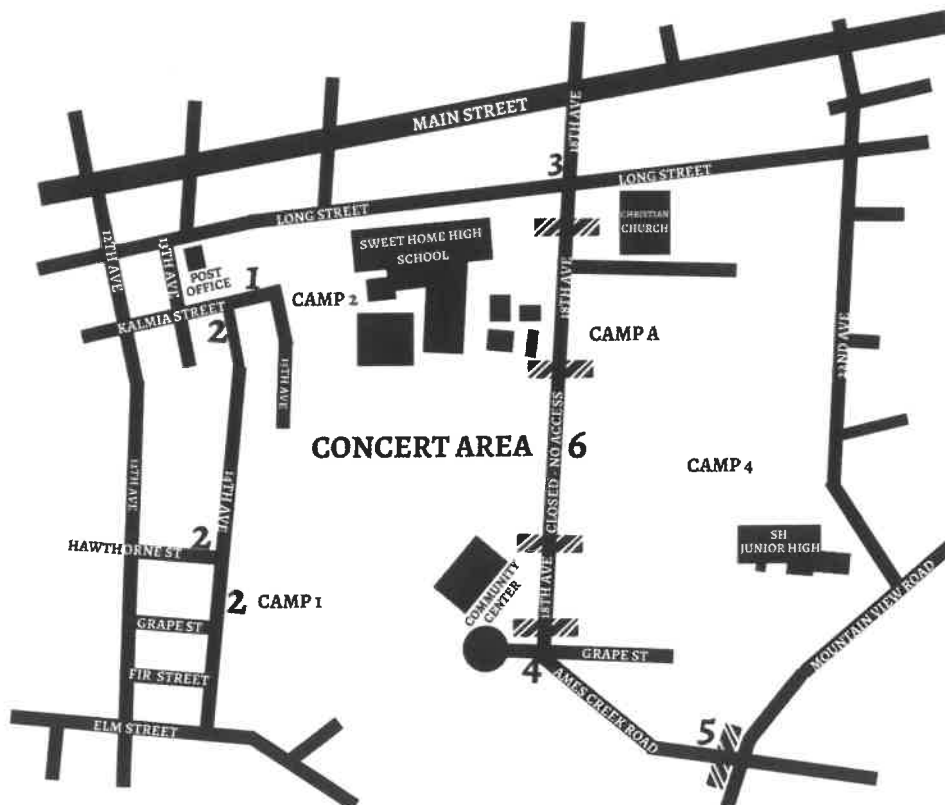 MAIN STREET
18TH AVE
3
LONG STREET
LONG STREET
CHRISTIAN
CHURCH
12TH AVE
13TH AVE
POST
OFFICE
SWEET HOME HIGH
SCHOOL
18TH AVE
1
CAMP 2
KALMIA STREET
2
CAMP A
22ND AVE
CONCERT AREA
6
CLOSED - NO ACCESS
CAMP 4
14TH AVE
HAWTHORNE ST
2
SH
JUNIOR HIGH
2
CAMP 1
COMMUNITY
CENTER
18TH AVE
GRAPE ST
GRAPE ST
4
MOUNTAIN VIEW ROAD
FIR STREET
AMES CREEK ROAD
ELM STREET
5